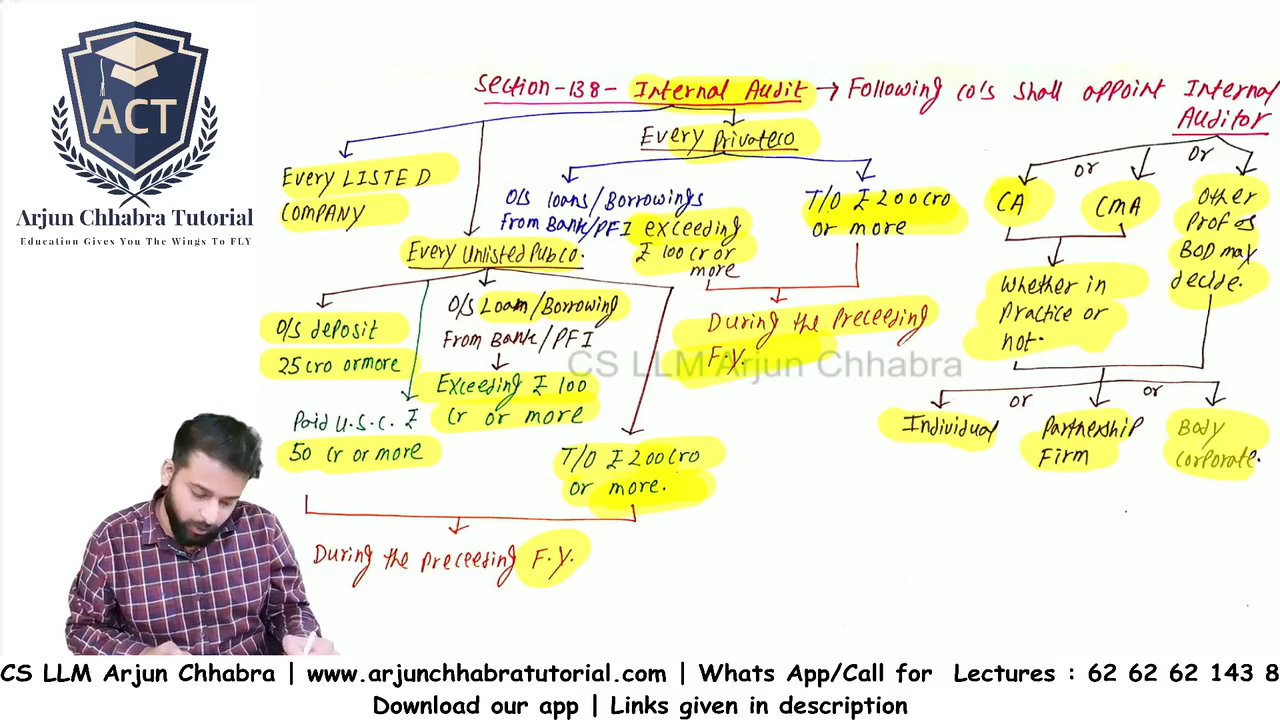 ACT
Arjun Chhabra Tutorial
Education Gives You The Wings To FLY
Section-138- Internal Audit → Following co's shall appoint Internal
Auditor
Every Private co
Every LISTED
COMPANY
O/S loans/Borrowings
From Bank/PFI exceeding
₹ 100 cr or
more
T/O ₹ 200 cro
or more
During the Preceeding
F.Y.
Every Unlisted Pub co.
O/S deposit
25 cro or more
Paid U.S.C. ₹
50 cr or more
O/S Loan/Borrowing
From Bank/PFI
Exceeding ₹ 100
cr or more
T/O ₹ 200 cro
or more.
During the preceeding F.Y.
or
or
CA
CMA
Other
Prof as
BOD may
decide.
Whether in
Practice or
not.
or
or
Individual
Partnership
Firm
Body
corporate.
CS LLM Arjun Chhabra
CS LLM Arjun Chhabra | www.arjunchhabratutorial.com | Whats App/Call for Lectures : 62 62 62 143 8
Download our app | Links given in description